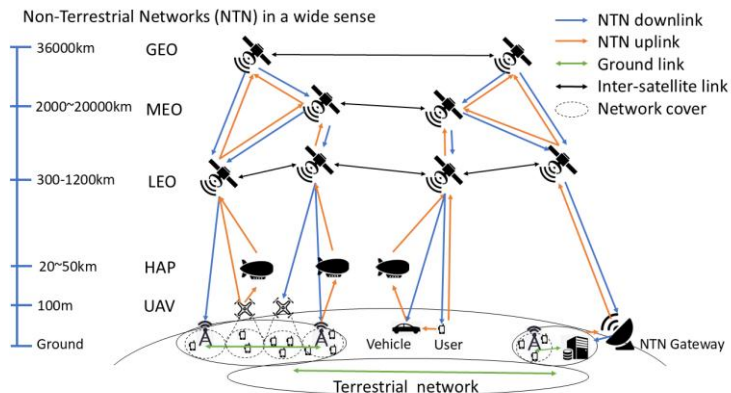 Non-Terrestrial Networks (NTN) in a wide sense
NTN downlink
NTN uplink
Ground link
Inter-satellite link
Network cover
36000km
GEO
2000~20000km
MEO
300-1200km
LEO
20~50km
HAP
100m
UAV
Ground
Vehicle
User
NTN Gateway
Terrestrial network